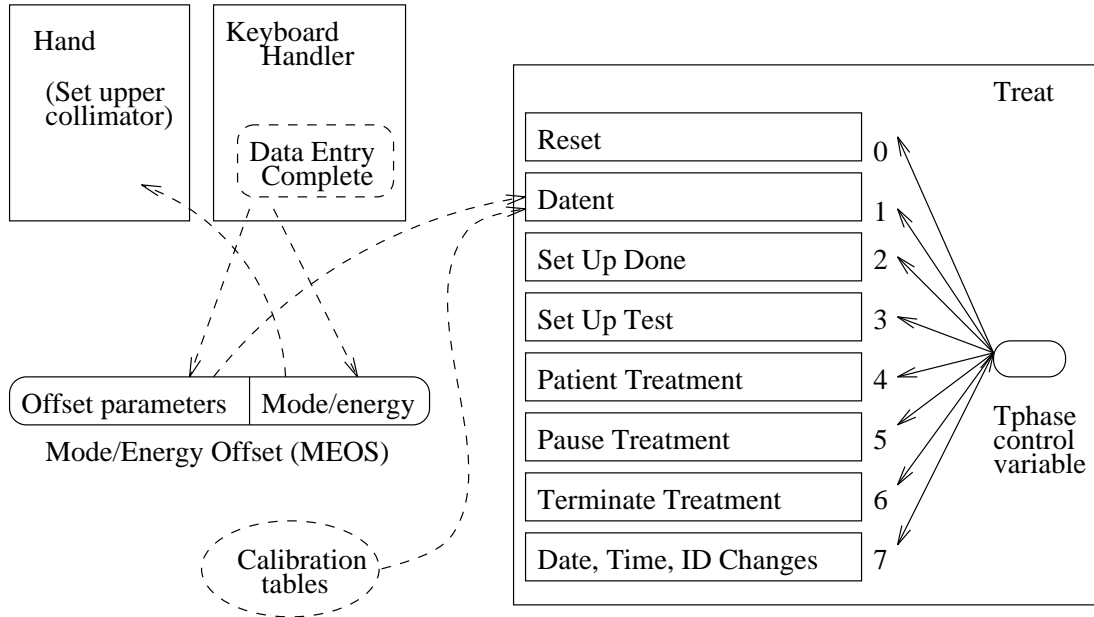 Hand
(Set upper
collimator)
Keyboard
Handler
Data Entry
Complete
Offset parameters
Mode/energy
Mode/Energy Offset (MEOS)
Calibration
tables
Treat
Reset
0
Datent
1
Set Up Done
2
Set Up Test
3
Patient Treatment
4
Pause Treatment
5
Terminate Treatment
6
Date, Time, ID Changes
7
Tphase
control
variable